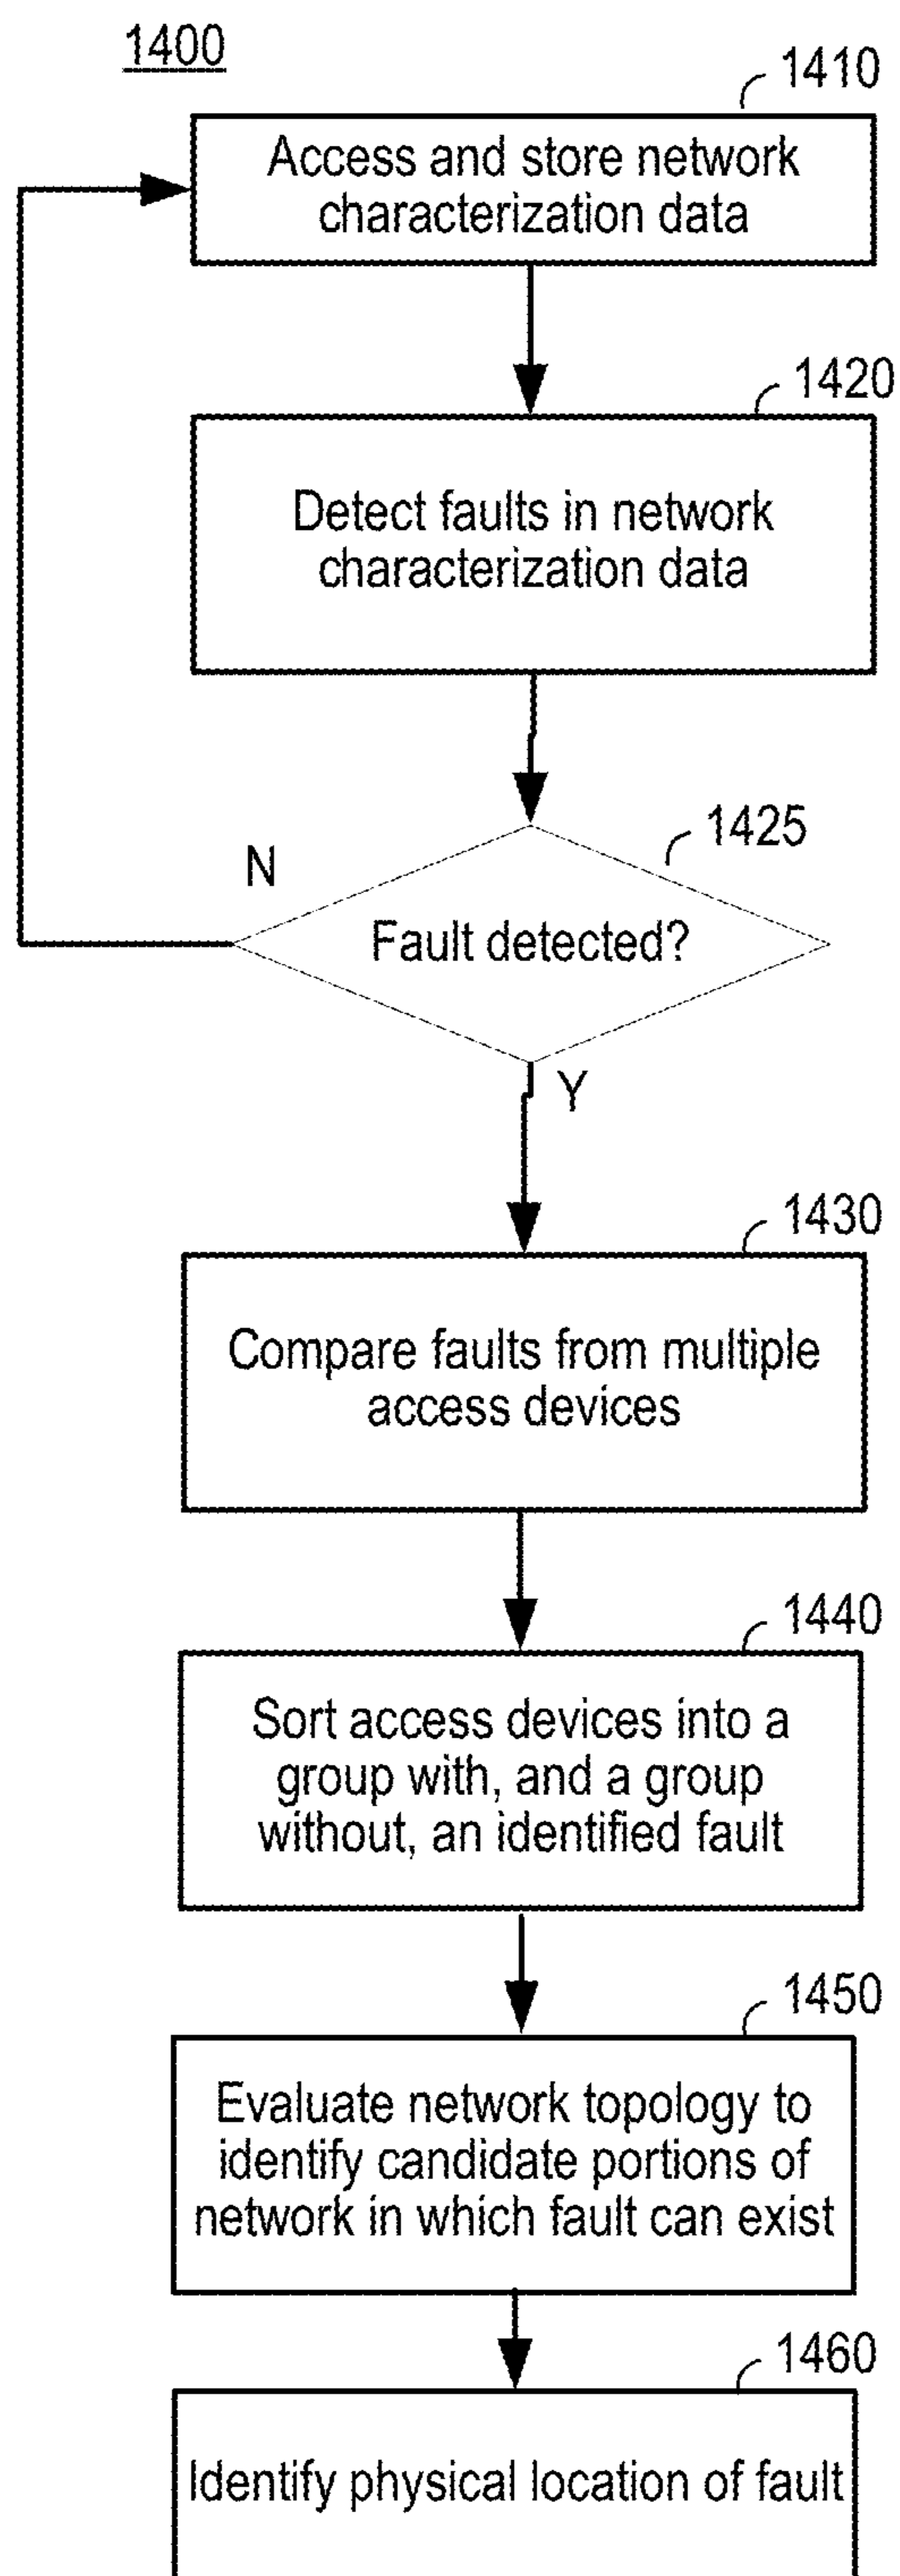 1400
1410
Access and store network
characterization data
1420
Detect faults in network
characterization data
1425
N
Fault detected?
Y
1430
Compare faults from multiple
access devices
1440
Sort access devices into a
group with, and a group
without, an identified fault
1450
Evaluate network topology to
identify candidate portions of
network in which fault can exist
1460
Identify physical location of fault